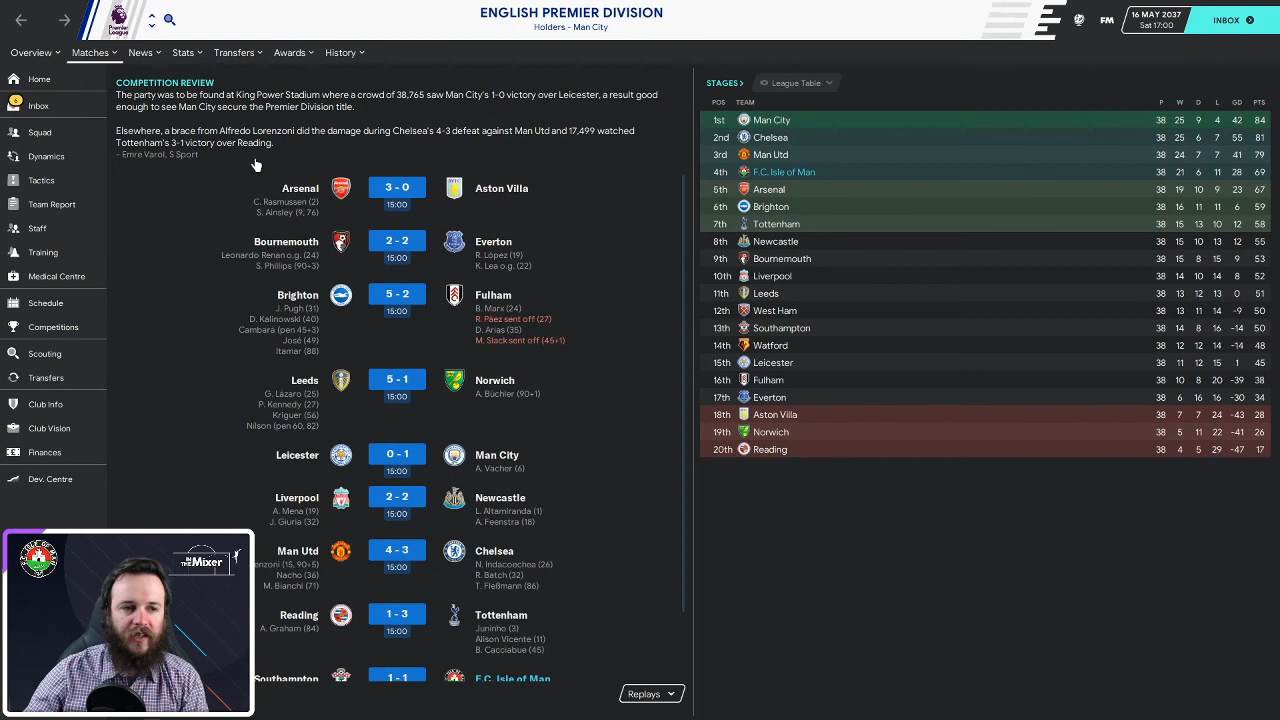 ENGLISH PREMIER DIVISION
Holders - Man City
FM
16 MAY 2037
Sat 17:00
INBOX
Overview
Matches
News
Stats
Transfers
Awards
History
Home
6
Inbox
Squad
Dynamics
Tactics
Team Report
Staff
Training
Medical Centre
Schedule
Competitions
Scouting
Transfers
Club Info
Club Vision
Finances
Dev. Centre
COMPETITION REVIEW
The party was to be found at King Power Stadium where a crowd of 38,765 saw Man City's 1-0 victory over Leicester, a result good
enough to see Man City secure the Premier Division title.
Elsewhere, a brace from Alfredo Lorenzoni did the damage during Chelsea's 4-3 defeat against Man Utd and 17,499 watched
Tottenham's 3-1 victory over Reading.
- Emre Varol, S Sport
Arsenal 3 - 0 Aston Villa
15:00
C. Rasmussen (2)
S. Ainsley (9, 76)
Bournemouth 2 - 2 Everton
15:00
Leonardo Renan o.g. (24) R. López (19)
S. Phillips (90+3) K. Lea o.g. (22)
Brighton 5 - 2 Fulham
15:00
J. Pugh (31) B. Marx (24)
D. Kalinowski (40) R. Páez sent off (27)
Cambará (pen 45+3) D. Arias (35)
José (49) M. Slack sent off (45+1)
Itamar (88)
Leeds 5 - 1 Norwich
15:00
G. Lázaro (25) A. Büchler (90+1)
P. Kennedy (27)
Kriguer (56)
Nilson (pen 60, 82)
Leicester 0 - 1 Man City
15:00
A. Vacher (6)
Liverpool 2 - 2 Newcastle
15:00
A. Mena (19) L. Altamiranda (1)
J. Giuria (32) A. Feenstra (18)
Man Utd 4 - 3 Chelsea
15:00
enzoni (15, 90+5) N. Indacoechea (26)
Nacho (36) R. Batch (32)
M. Bianchi (71) T. Fleßmann (86)
Reading 1 - 3 Tottenham
15:00
A. Graham (84) Juninho (3)
Alison Vicente (11)
B. Cacciabue (45)
Southampton 1 - 1 F.C. Isle of Man
Replays
STAGES >
League Table
POS TEAM P W D L GD PTS
1st Man City 38 25 9 4 42 84
2nd Chelsea 38 25 6 7 55 81
3rd Man Utd 38 24 7 7 41 79
4th F.C. Isle of Man 38 21 6 11 28 69
5th Arsenal 38 19 10 9 23 67
6th Brighton 38 16 11 11 6 59
7th Tottenham 38 15 13 10 12 58
8th Newcastle 38 15 10 13 12 55
9th Bournemouth 38 15 8 15 9 53
10th Liverpool 38 14 10 14 8 52
11th Leeds 38 13 12 13 0 51
12th West Ham 38 13 11 14 -9 50
13th Southampton 38 14 8 16 -14 50
14th Watford 38 12 12 14 -14 48
15th Leicester 38 11 12 15 1 45
16th Fulham 38 10 8 20 -39 38
17th Everton 38 6 16 16 -30 34
18th Aston Villa 38 7 7 24 -43 28
19th Norwich 38 5 11 22 -41 26
20th Reading 38 4 5 29 -47 17
IN THE
Mixer